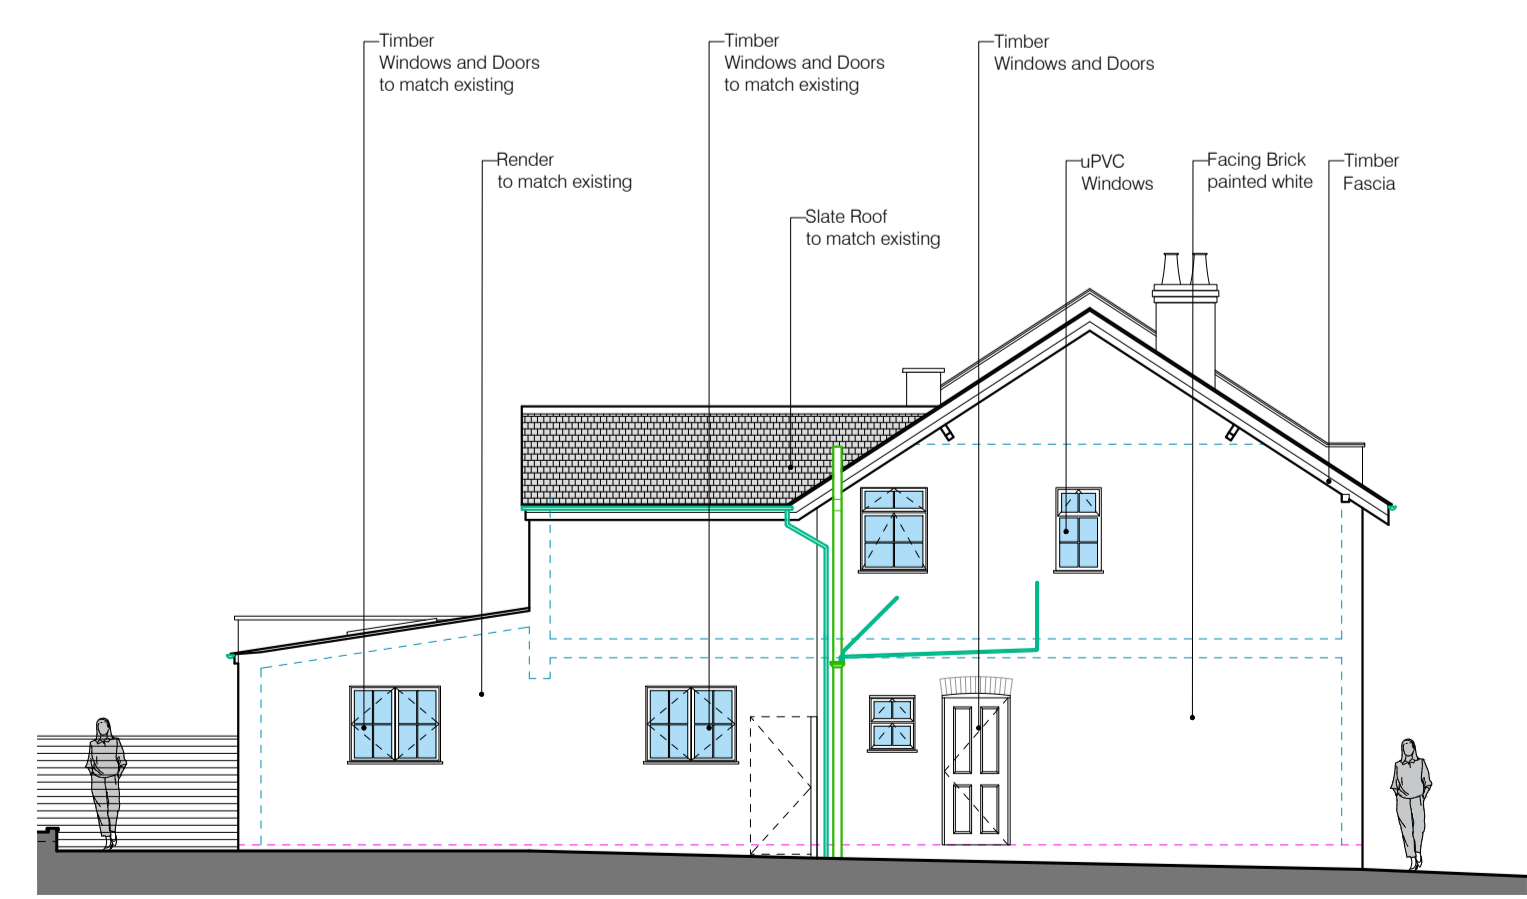 Timber
Windows and Doors
to match existing
Timber
Windows and Doors
to match existing
Timber
Windows and Doors
Render
to match existing
uPVC
Windows
Facing Brick
painted white
Timber
Fascia
Slate Roof
to match existing